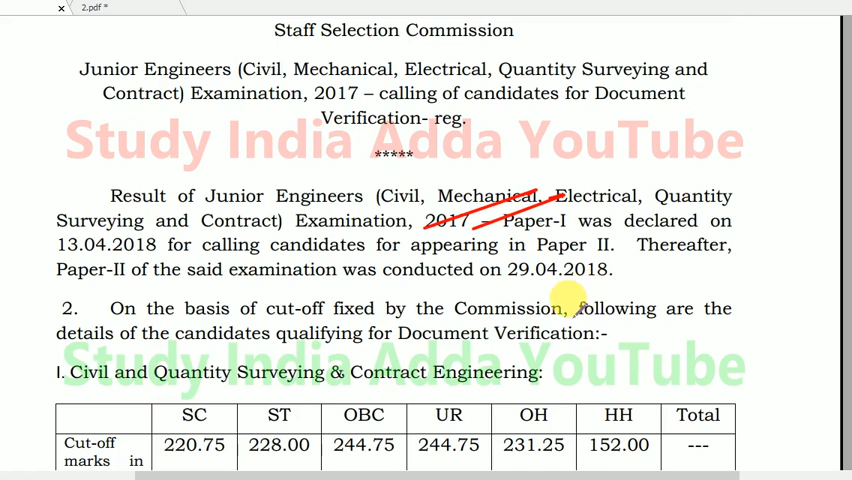 2.pdf *
Staff Selection Commission
Junior Engineers (Civil, Mechanical, Electrical, Quantity Surveying and
Contract) Examination, 2017 – calling of candidates for Document
Verification- reg.
Study India Adda YouTube
*****
Result of Junior Engineers (Civil, Mechanical, Electrical, Quantity
Surveying and Contract) Examination, 2017 – Paper-I was declared on
13.04.2018 for calling candidates for appearing in Paper II. Thereafter,
Paper-II of the said examination was conducted on 29.04.2018.
2. On the basis of cut-off fixed by the Commission, following are the
details of the candidates qualifying for Document Verification:-
Study India Adda YouTube
I. Civil and Quantity Surveying & Contract Engineering:
SC ST OBC UR OH HH Total
Cut-off 220.75 228.00 244.75 244.75 231.25 152.00 ---
marks in